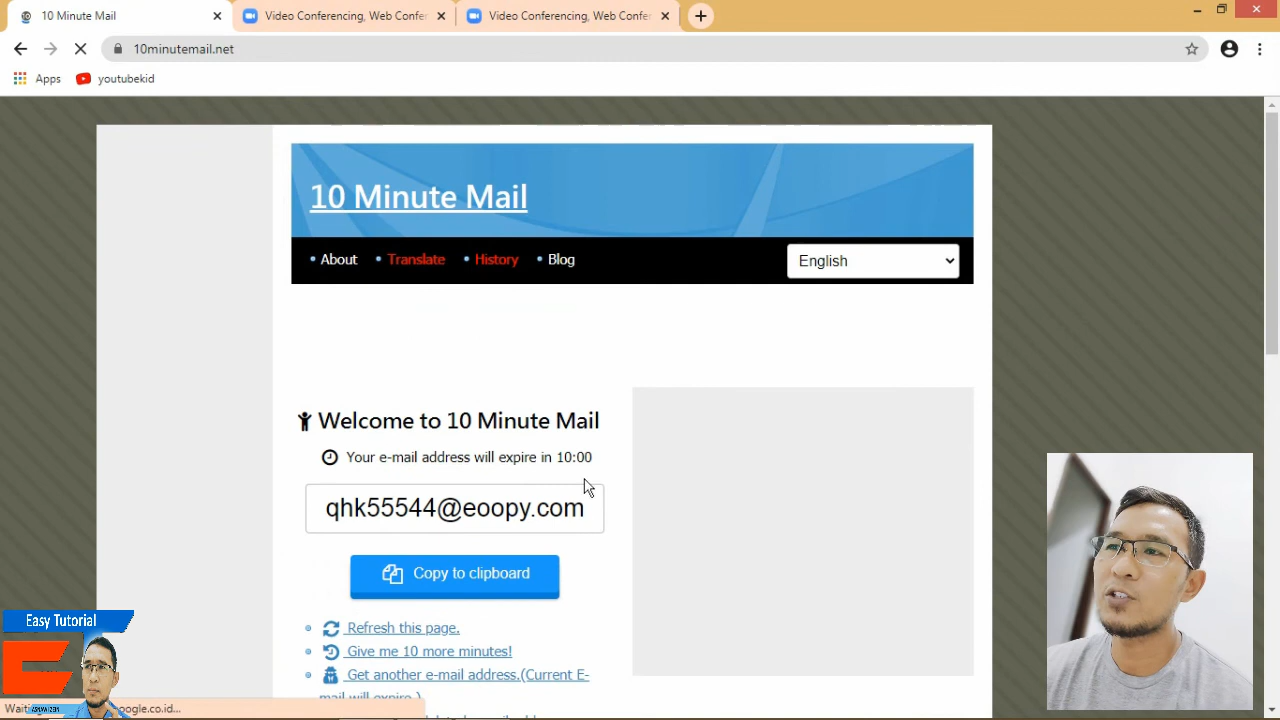 10 Minute Mail
Video Conferencing, Web Confer
Video Conferencing, Web Confer
10minutemail.net
Apps
youtubekid
10 Minute Mail
• About • Translate • History • Blog
English
Welcome to 10 Minute Mail
Your e-mail address will expire in 10:00
qhk55544@eoopy.com
Copy to clipboard
Refresh this page.
Give me 10 more minutes!
Get another e-mail address.(Current E-
mail will expire.)
Easy Tutorial